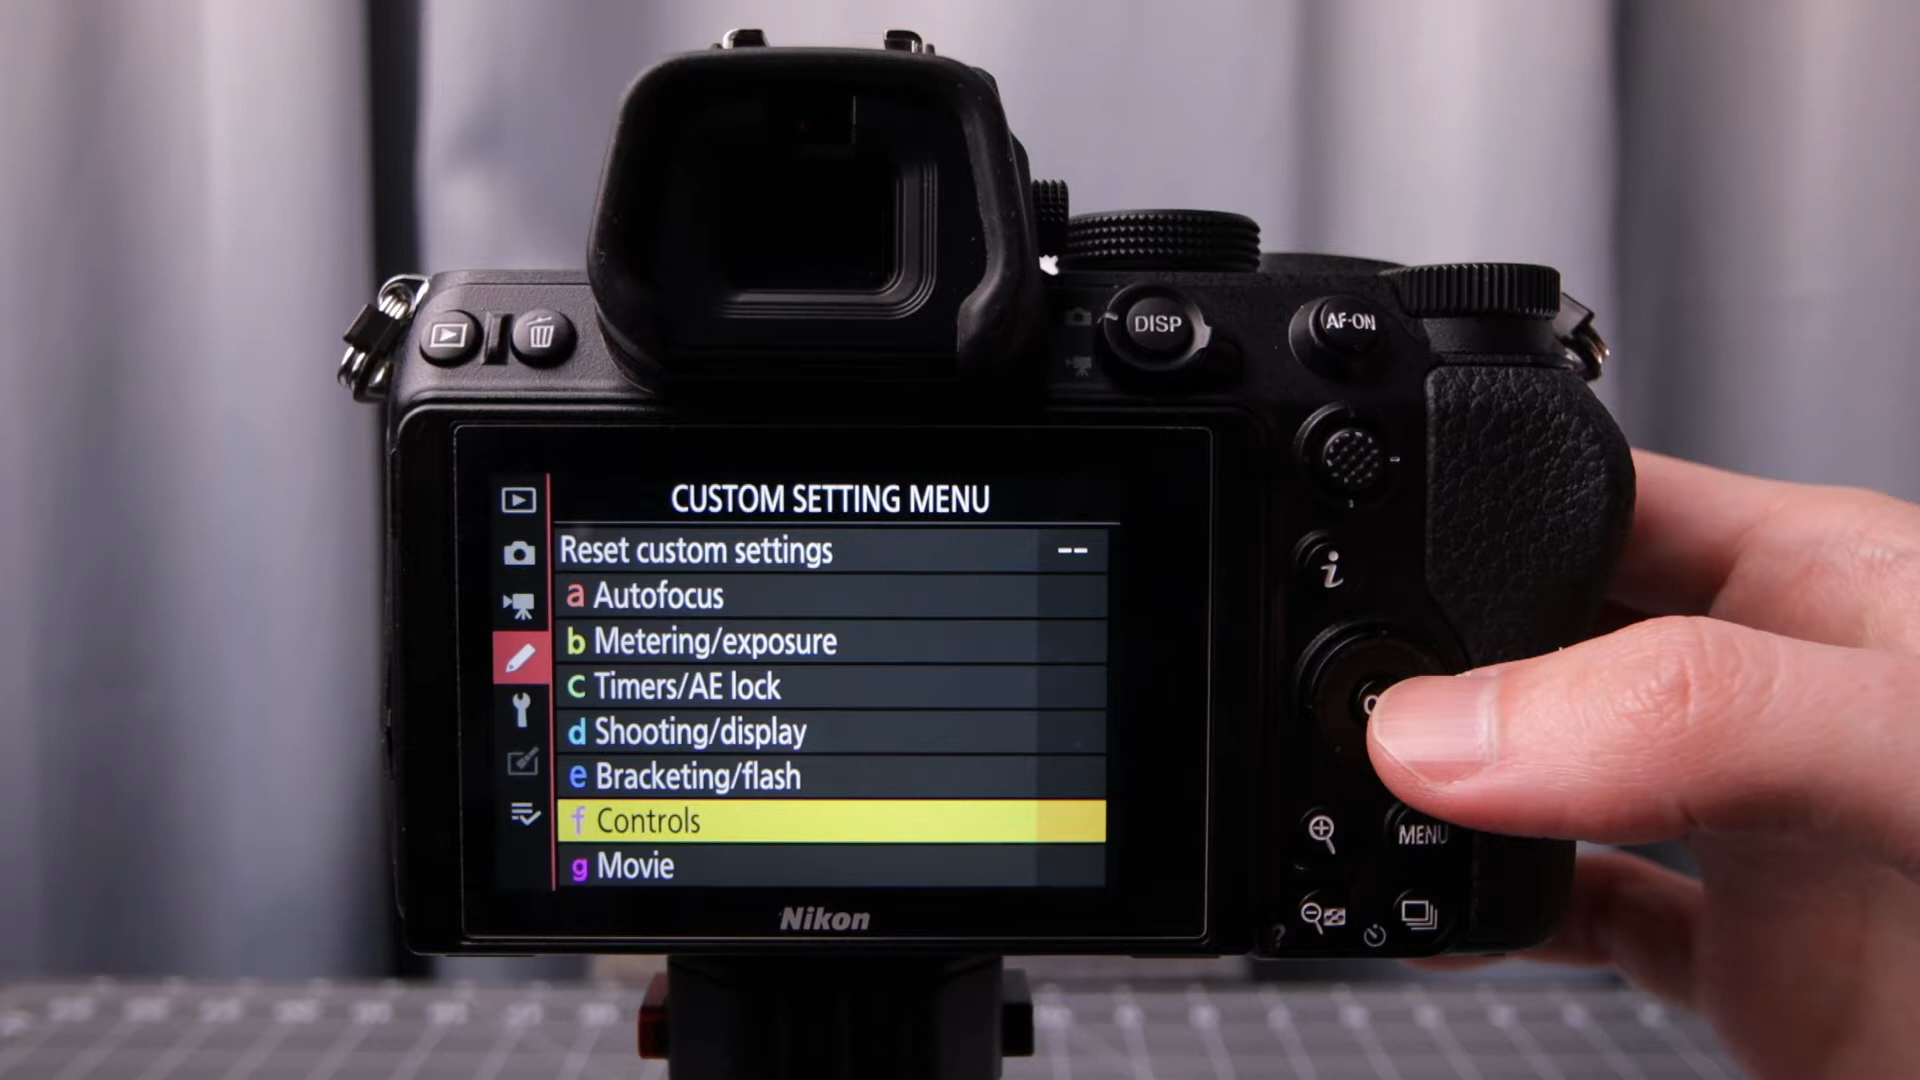 DISP
AF-ON
CUSTOM SETTING MENU
Reset custom settings --
a Autofocus
b Metering/exposure
c Timers/AE lock
d Shooting/display
e Bracketing/flash
f Controls
g Movie
i
MENU
?
Nikon